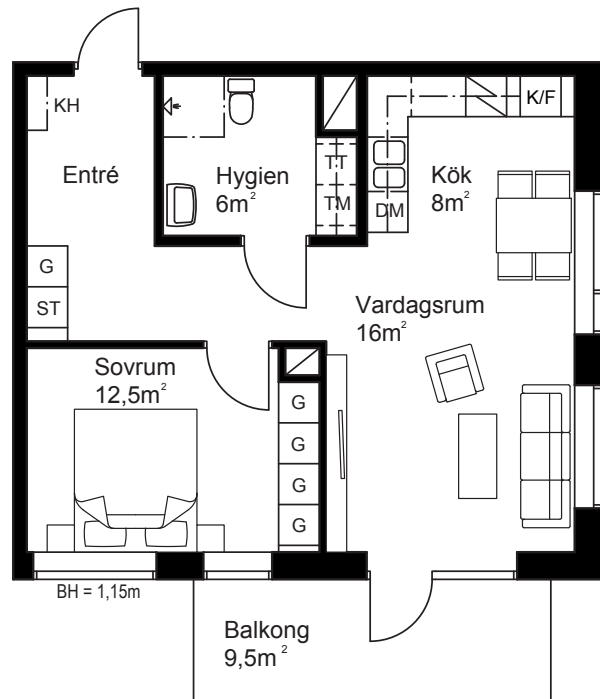 KH
K/F
Entré
Hygien
6m²
TT
TM
DM
Kök
8m²
G
ST
Vardagsrum
16m²
Sovrum
12,5m²
G
G
G
G
BH = 1,15m
Balkong
9,5m²